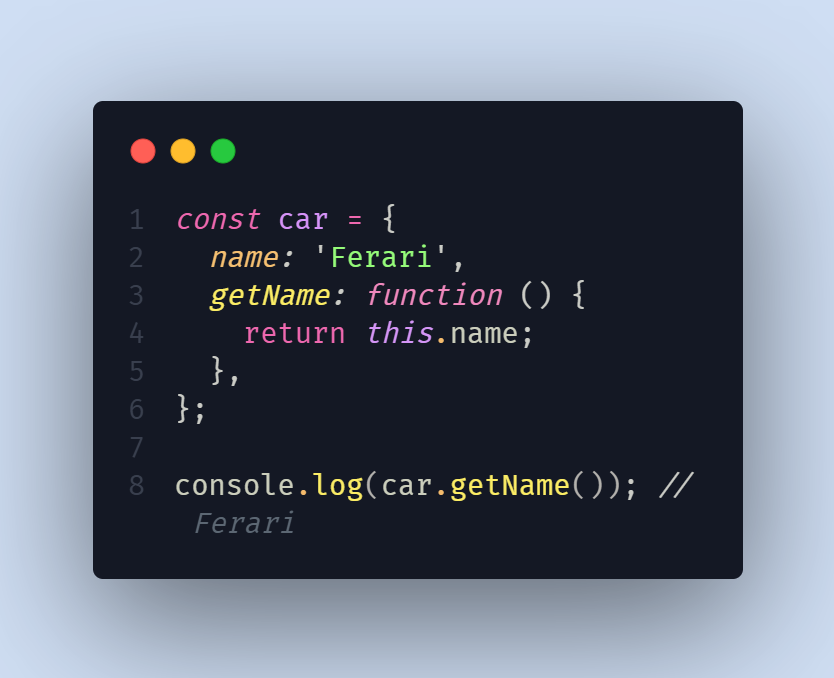 1 const car = {
2   name: 'Ferari',
3   getName: function () {
4     return this.name;
5   },
6 };
7
8 console.log(car.getName()); //
Ferari